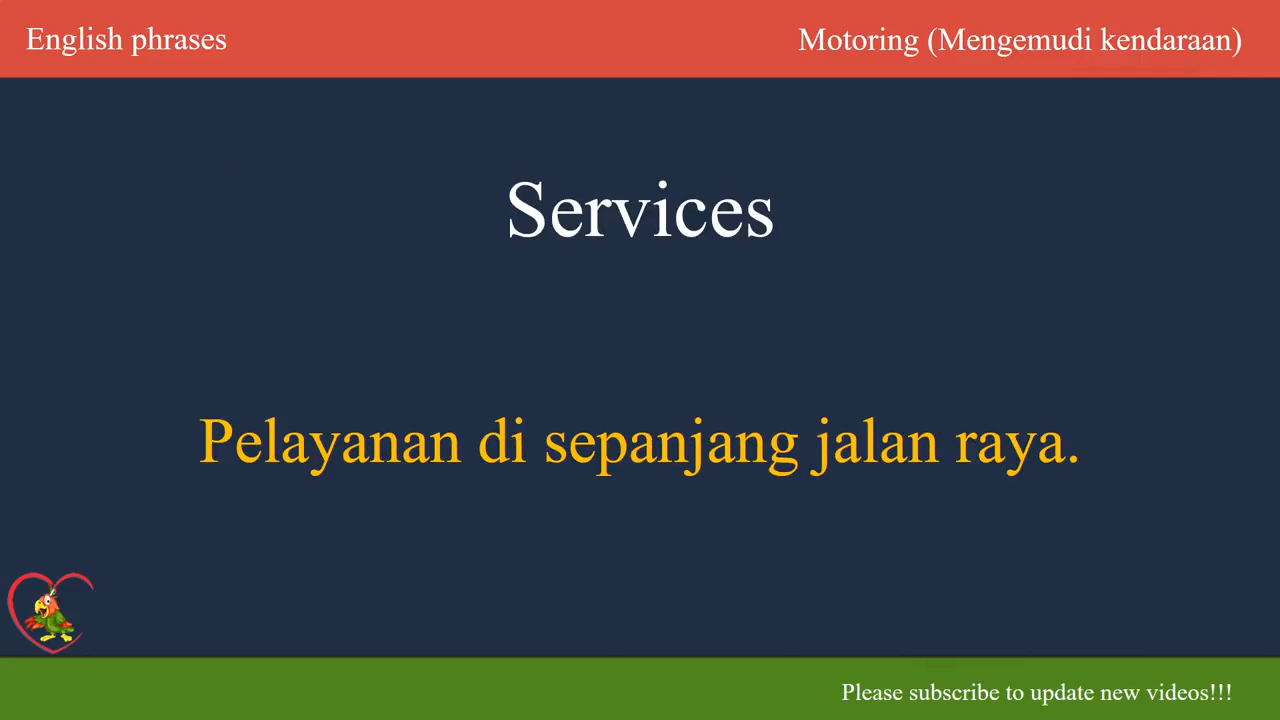 English phrases
Motoring (Mengemudi kendaraan)
Services
Pelayanan di sepanjang jalan raya.
Please subscribe to update new videos!!!